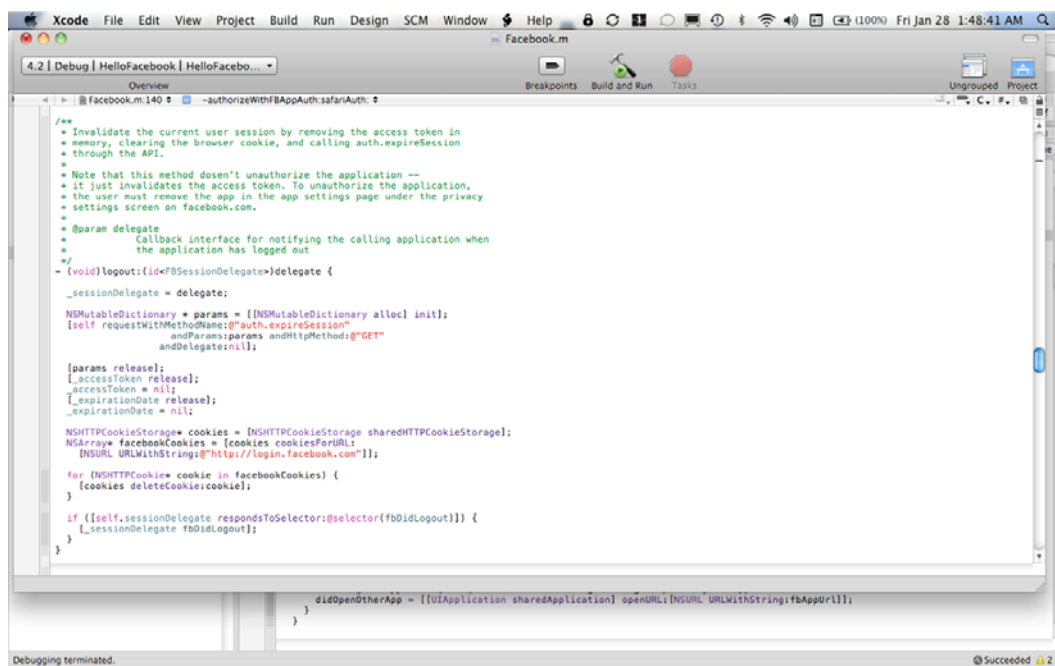 Xcode File Edit View Project Build Run Design SCM Window Help (100%) Fri Jan 28 1:48:41 AM
Facebook.m
4.2 | Debug | HelloFacebook | HelloFacebo...
Overview Breakpoints Build and Run Tasks Ungrouped Project
Facebook.m:140 -authorizeWithFBAppAuth:safariAuth: C #
/**
* Invalidate the current user session by removing the access token in
* memory, clearing the browser cookie, and calling auth.expireSession
* through the API.
*
* Note that this method dosen't unauthorize the application --
* it just invalidates the access token. To unauthorize the application,
* the user must remove the app in the app settings page under the privacy
* settings screen on facebook.com.
*
* @param delegate
* Callback interface for notifying the calling application when
* the application has logged out
*/
- (void)logout:(id<FBSessionDelegate>)delegate {
_sessionDelegate = delegate;
NSMutableDictionary * params = [[NSMutableDictionary alloc] init];
[self requestWithMethodName:@"auth.expireSession"
andParams:params andHttpMethod:@"GET"
andDelegate:nil];
[params release];
[_accessToken release];
_accessToken = nil;
[_expirationDate release];
_expirationDate = nil;
NSHTTPCookieStorage* cookies = [NSHTTPCookieStorage sharedHTTPCookieStorage];
NSArray* facebookCookies = [cookies cookiesForURL:
[NSURL URLWithString:@"http://login.facebook.com"]];
for (NSHTTPCookie* cookie in facebookCookies) {
[cookies deleteCookie:cookie];
}
if ([self.sessionDelegate respondsToSelector:@selector(fbDidLogout)]) {
[_sessionDelegate fbDidLogout];
}
}
didOpenOtherApp = [[UIApplication sharedApplication] openURL:[NSURL URLWithString:fbAppUrl]];
}
}
Debugging terminated. Succeeded 2